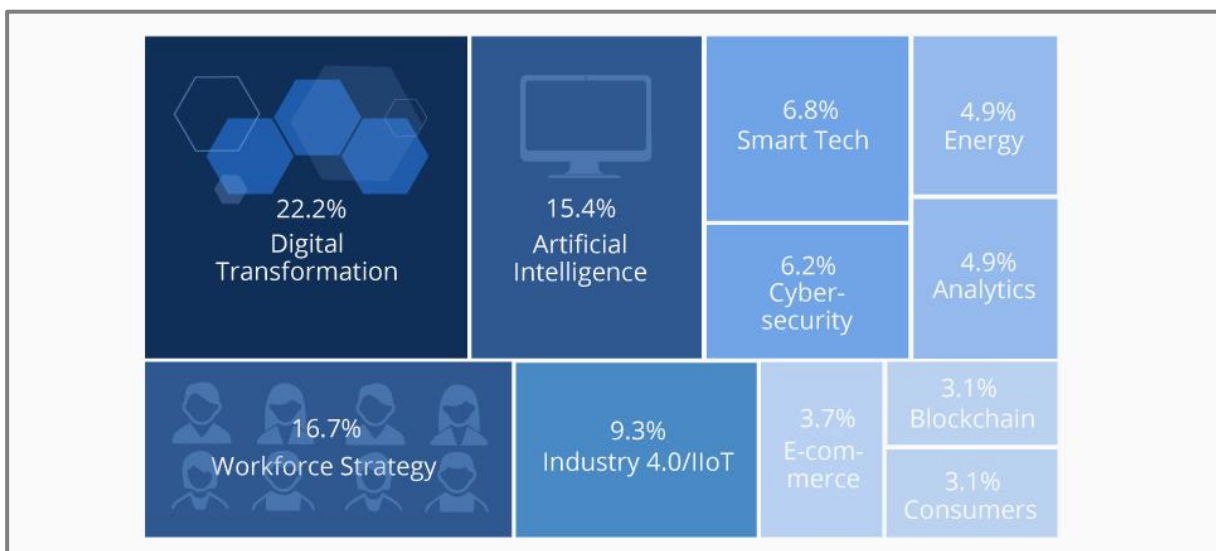 22.2%
Digital
Transformation
15.4%
Artificial
Intelligence
6.8%
Smart Tech
4.9%
Energy
6.2%
Cyber-
security
4.9%
Analytics
16.7%
Workforce Strategy
9.3%
Industry 4.0/IIoT
3.7%
E-com-
merce
3.1%
Blockchain
3.1%
Consumers